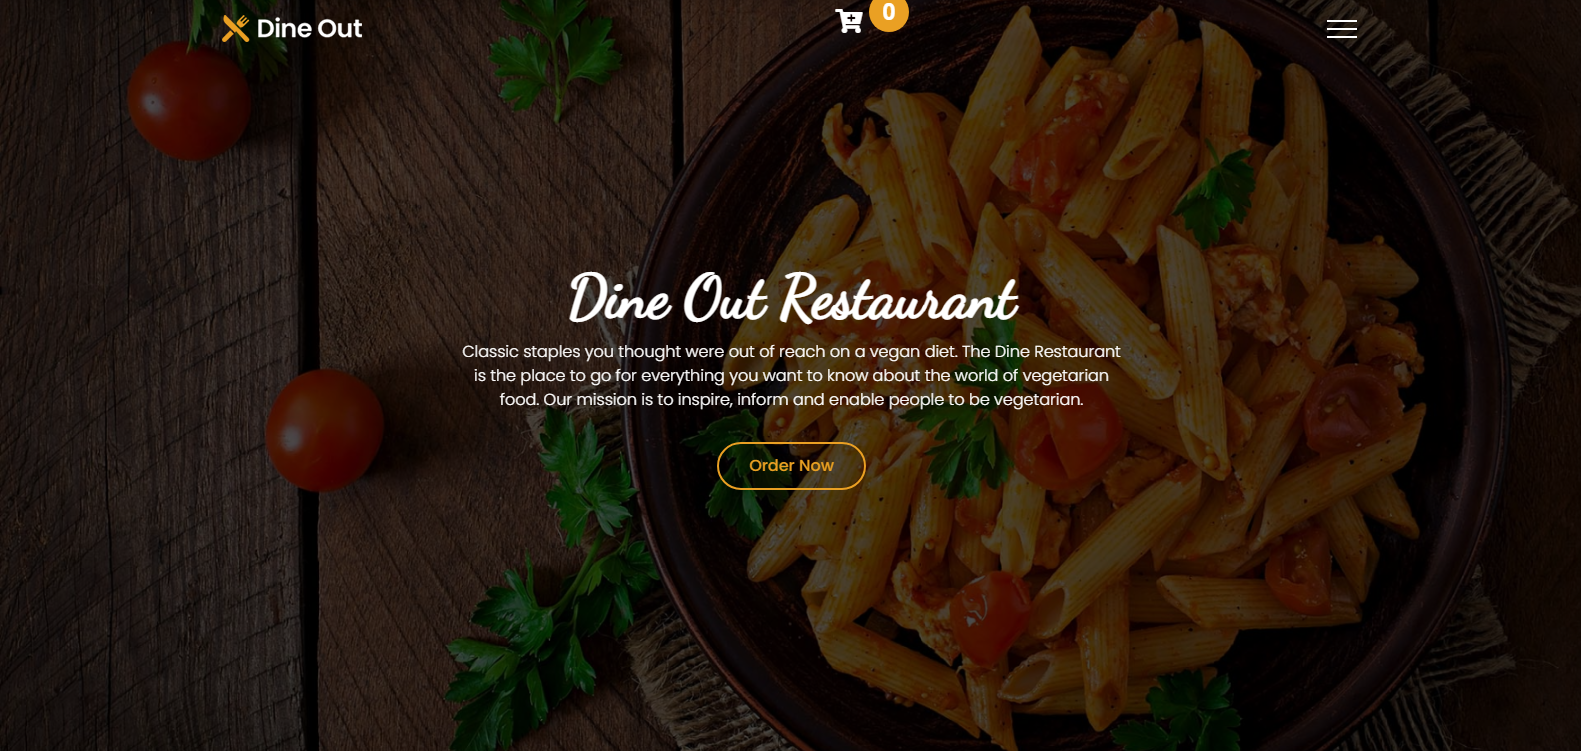 Dine Out
0
Dine Out Restaurant
Classic staples you thought were out of reach on a vegan diet. The Dine Restaurant
is the place to go for everything you want to know about the world of vegetarian
food. Our mission is to inspire, inform and enable people to be vegetarian.
Order Now